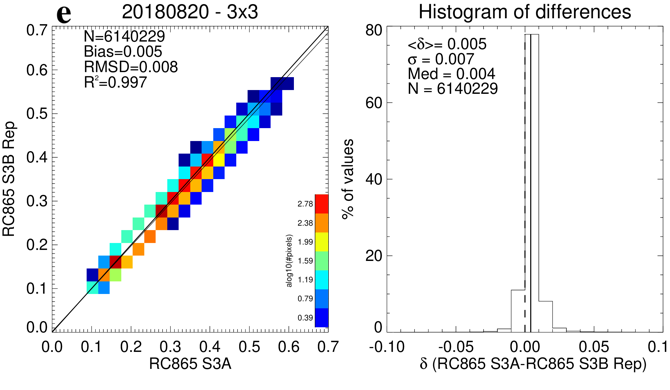 e
20180820 - 3x3
N=6140229
Bias=0.005
RMSD=0.008
R²=0.997
RC865 S3B Rep
0.7
0.6
0.5
0.4
0.3
0.2
0.1
0.0
0.0 0.1 0.2 0.3 0.4 0.5 0.6 0.7
RC865 S3A
alog10(#pixels)
2.78
2.38
1.99
1.59
1.19
0.79
0.39
Histogram of differences
<δ>= 0.005
σ = 0.007
Med = 0.004
N = 6140229
% of values
80
60
40
20
0
-0.10 -0.05 0.00 0.05 0.1
δ (RC865 S3A-RC865 S3B Rep)